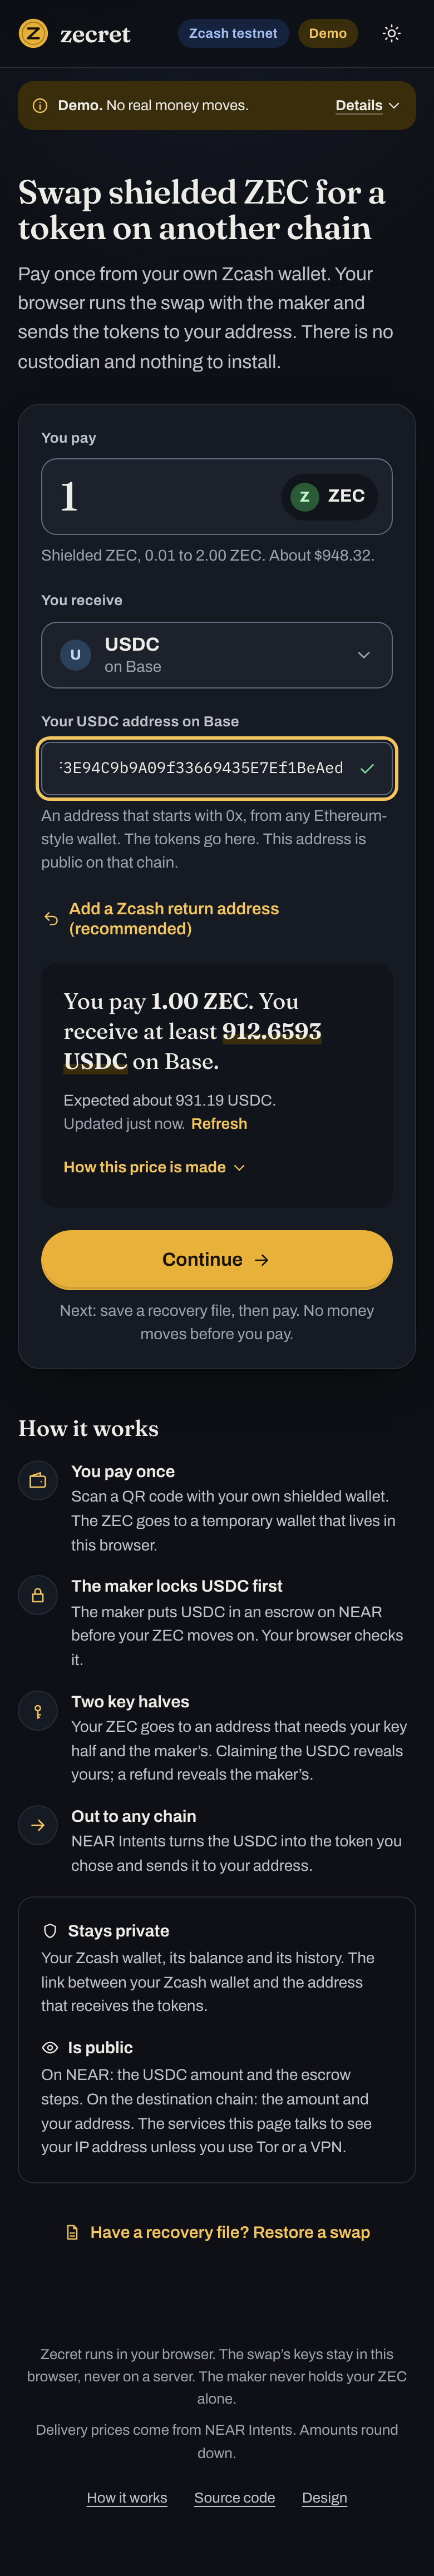 zecret
Zcash testnet
Demo
Demo. No real money moves.
Details
Swap shielded ZEC for a
token on another chain
Pay once from your own Zcash wallet. Your
browser runs the swap with the maker and
sends the tokens to your address. There is no
custodian and nothing to install.
You pay
1
Z ZEC
Shielded ZEC, 0.01 to 2.00 ZEC. About $948.32.
You receive
U
USDC
on Base
Your USDC address on Base
3E94C9b9A09f33669435E7Ef1BeAed
An address that starts with 0x, from any Ethereum-
style wallet. The tokens go here. This address is
public on that chain.
Add a Zcash return address
(recommended)
You pay 1.00 ZEC. You
receive at least 912.6593
USDC on Base.
Expected about 931.19 USDC.
Updated just now. Refresh
How this price is made
Continue
Next: save a recovery file, then pay. No money
moves before you pay.
How it works
You pay once
Scan a QR code with your own shielded wallet.
The ZEC goes to a temporary wallet that lives in
this browser.
The maker locks USDC first
The maker puts USDC in an escrow on NEAR
before your ZEC moves on. Your browser checks
it.
Two key halves
Your ZEC goes to an address that needs your key
half and the maker’s. Claiming the USDC reveals
yours; a refund reveals the maker’s.
Out to any chain
NEAR Intents turns the USDC into the token you
chose and sends it to your address.
Stays private
Your Zcash wallet, its balance and its history. The
link between your Zcash wallet and the address
that receives the tokens.
Is public
On NEAR: the USDC amount and the escrow
steps. On the destination chain: the amount and
your address. The services this page talks to see
your IP address unless you use Tor or a VPN.
Have a recovery file? Restore a swap
Zecret runs in your browser. The swap’s keys stay in this
browser, never on a server. The maker never holds your ZEC
alone.
Delivery prices come from NEAR Intents. Amounts round
down.
How it works
Source code
Design